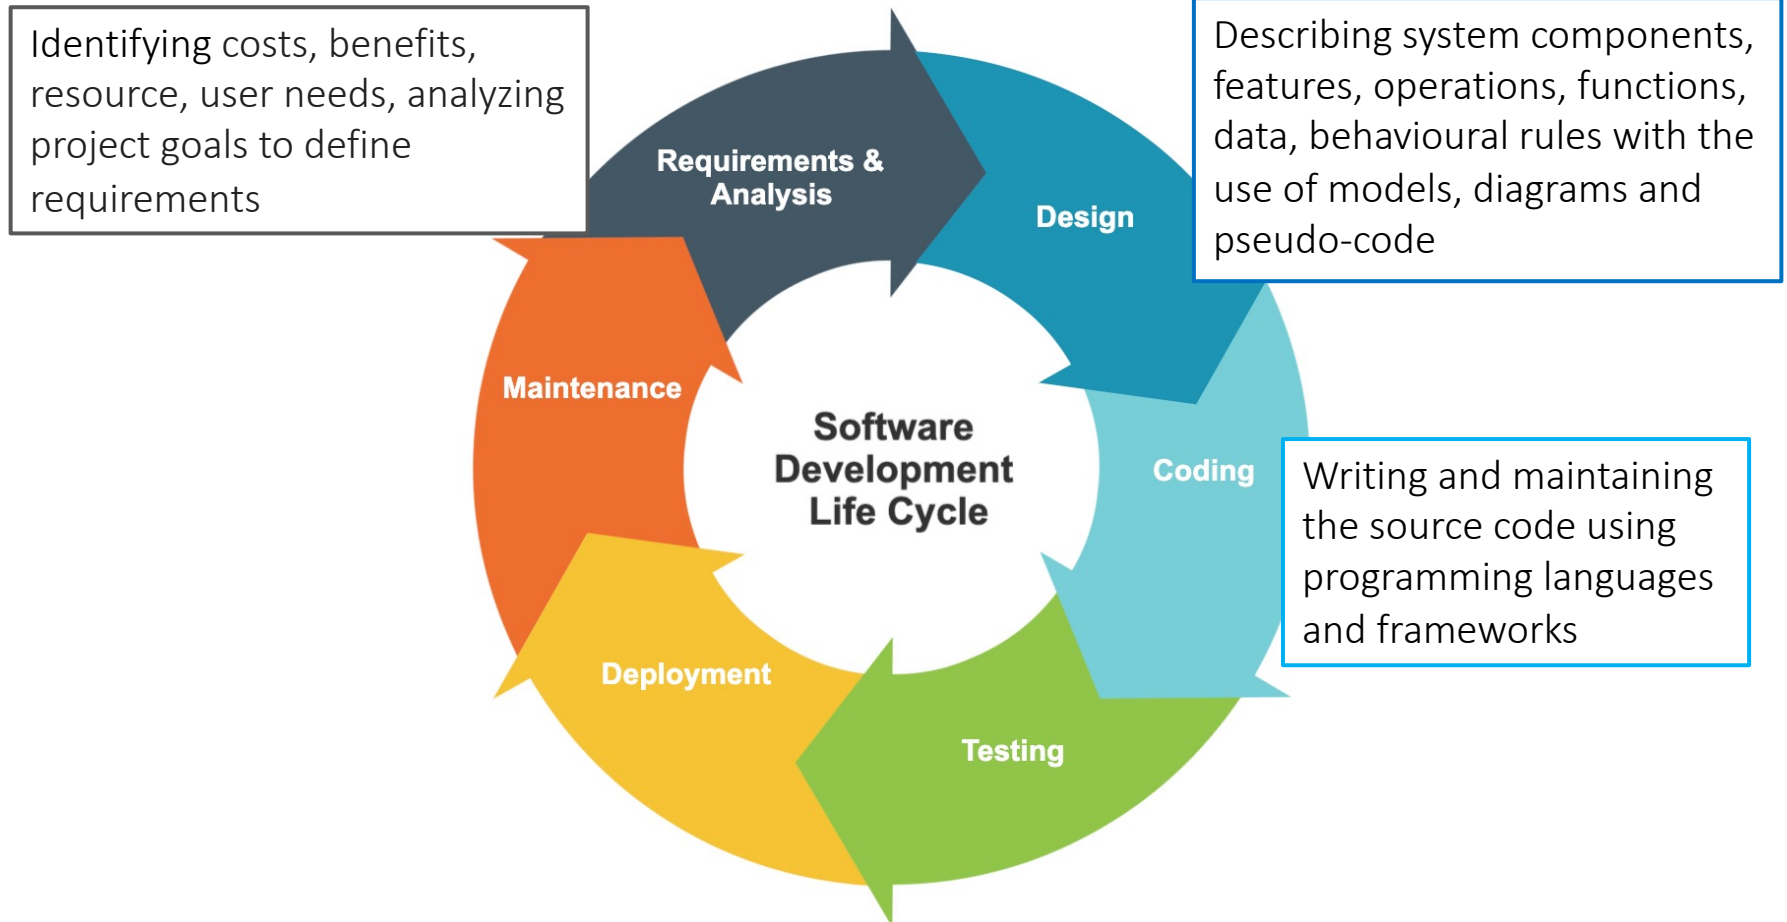 Identifying costs, benefits,
resource, user needs, analyzing
project goals to define
requirements
Describing system components,
features, operations, functions,
data, behavioural rules with the
use of models, diagrams and
pseudo-code
Requirements &
Analysis
Design
Maintenance
Software
Development
Life Cycle
Coding
Writing and maintaining
the source code using
programming languages
and frameworks
Deployment
Testing